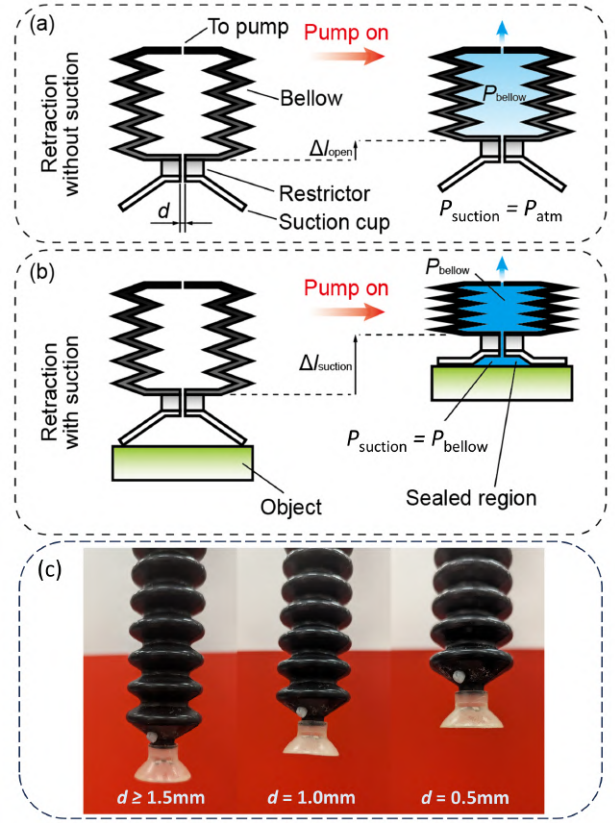 (a)
To pump
Pump on
Retraction
without suction
Bellow
P_bellow
Δl_open
Restrictor
d
Suction cup
P_suction = P_atm
(b)
Pump on
P_bellow
Retraction
with suction
Δl_suction
P_suction = P_bellow
Object
Sealed region
(c)
d ≥ 1.5mm
d = 1.0mm
d = 0.5mm